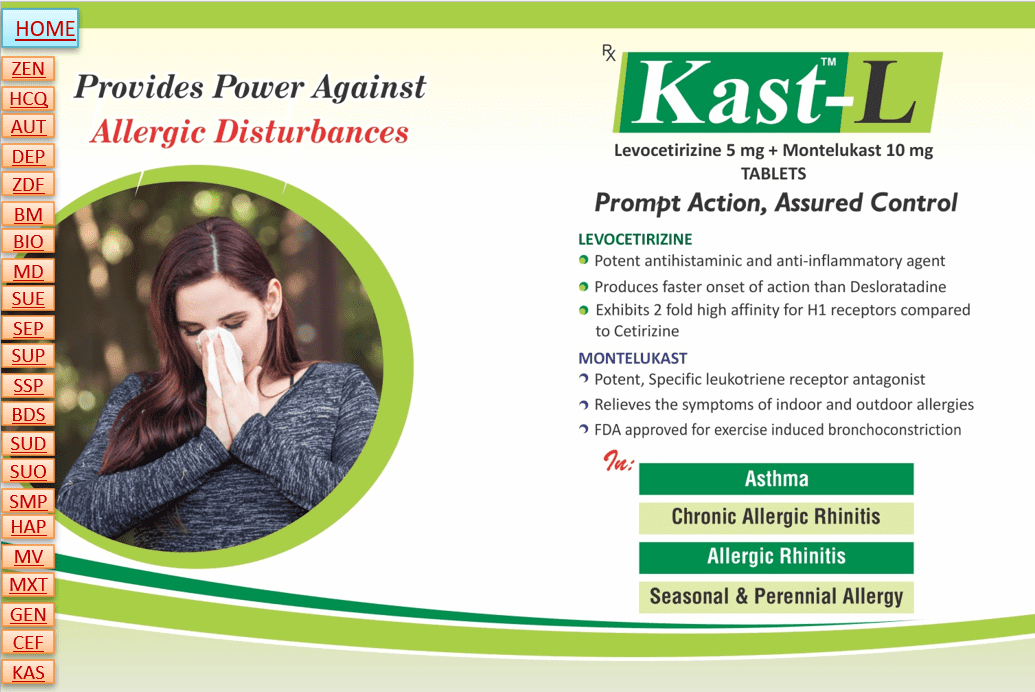 HOME
ZEN
HCQ
AUT
DEP
ZDF
BM
BIO
MD
SUE
SEP
SUP
SSP
BDS
SUD
SUO
SMP
HAP
MV
MXT
GEN
CEF
KAS
Provides Power Against
Allergic Disturbances
Rx
Kast-L™
Levocetirizine 5 mg + Montelukast 10 mg
TABLETS
Prompt Action, Assured Control
LEVOCETIRIZINE
Potent antihistaminic and anti-inflammatory agent
Produces faster onset of action than Desloratadine
Exhibits 2 fold high affinity for H1 receptors compared
to Cetirizine
MONTELUKAST
Potent, Specific leukotriene receptor antagonist
Relieves the symptoms of indoor and outdoor allergies
FDA approved for exercise induced bronchoconstriction
In:
Asthma
Chronic Allergic Rhinitis
Allergic Rhinitis
Seasonal & Perennial Allergy